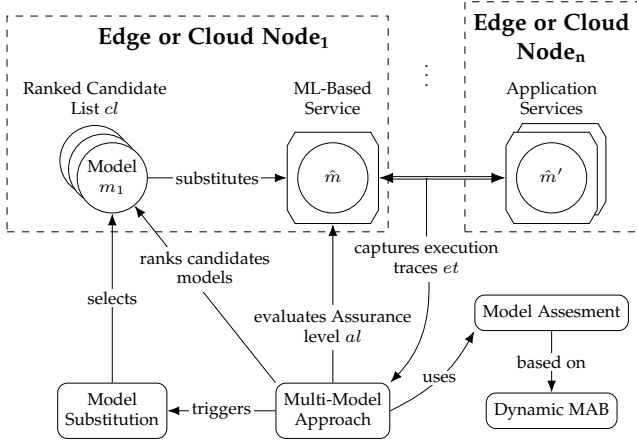 Edge or Cloud Node₁
Edge or Cloud
Nodeₙ
⋮
Ranked Candidate
List cl
ML-Based
Service
Application
Services
Model
m₁
substitutes
m̂
m̂′
ranks candidates
models
captures execution
traces et
selects
evaluates Assurance
level al
Model Assesment
uses
based on
Model
Substitution
triggers
Multi-Model
Approach
Dynamic MAB